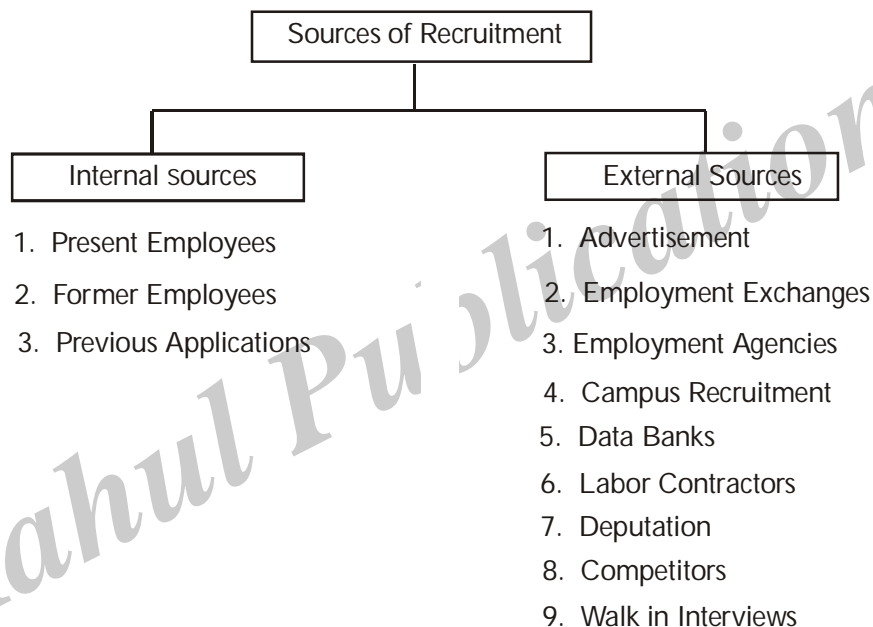 Sources of Recruitment
Internal sources
1. Present Employees
2. Former Employees
3. Previous Applications
External Sources
1. Advertisement
2. Employment Exchanges
3. Employment Agencies
4. Campus Recruitment
5. Data Banks
6. Labor Contractors
7. Deputation
8. Competitors
9. Walk in Interviews